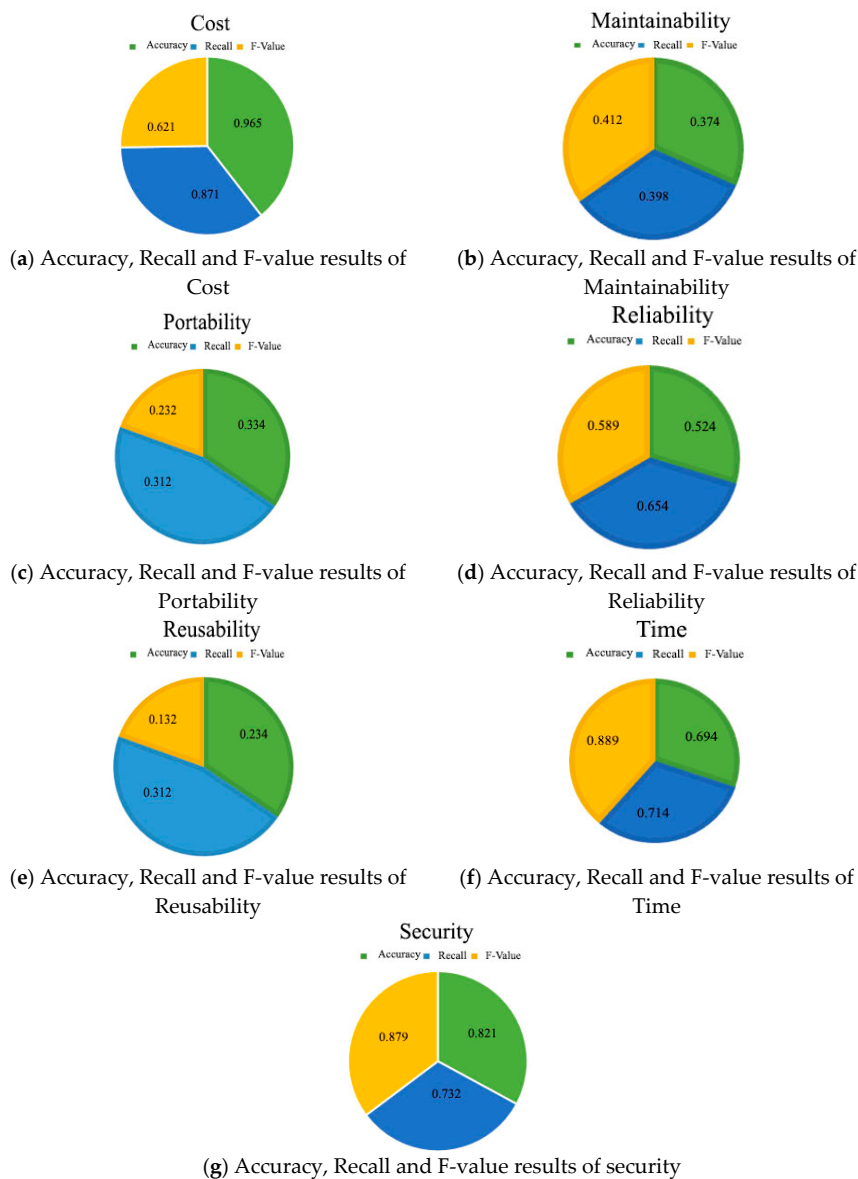 Cost
Accuracy Recall F-Value
0.621
0.965
0.871
(a) Accuracy, Recall and F-value results of
Cost
Maintainability
Accuracy Recall F-Value
0.412
0.374
0.398
(b) Accuracy, Recall and F-value results of
Maintainability
Portability
Accuracy Recall F-Value
0.232
0.334
0.312
(c) Accuracy, Recall and F-value results of
Portability
Reliability
Accuracy Recall F-Value
0.589
0.524
0.654
(d) Accuracy, Recall and F-value results of
Reliability
Reusability
Accuracy Recall F-Value
0.132
0.234
0.312
(e) Accuracy, Recall and F-value results of
Reusability
Time
Accuracy Recall F-Value
0.889
0.694
0.714
(f) Accuracy, Recall and F-value results of
Time
Security
Accuracy Recall F-Value
0.879
0.821
0.732
(g) Accuracy, Recall and F-value results of security